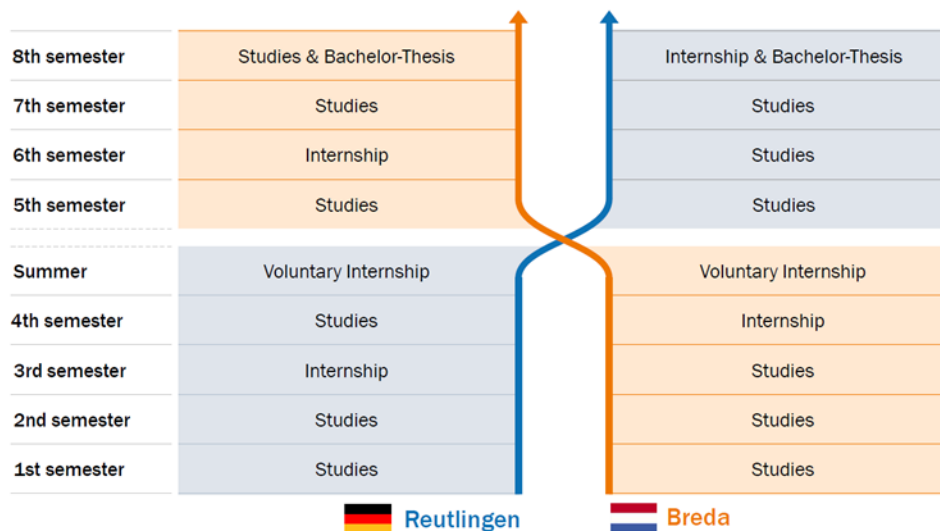 8th semester Studies & Bachelor-Thesis Internship & Bachelor-Thesis
7th semester Studies Studies
6th semester Internship Studies
5th semester Studies Studies
Summer Voluntary Internship Voluntary Internship
4th semester Studies Internship
3rd semester Internship Studies
2nd semester Studies Studies
1st semester Studies Studies
Reutlingen Breda